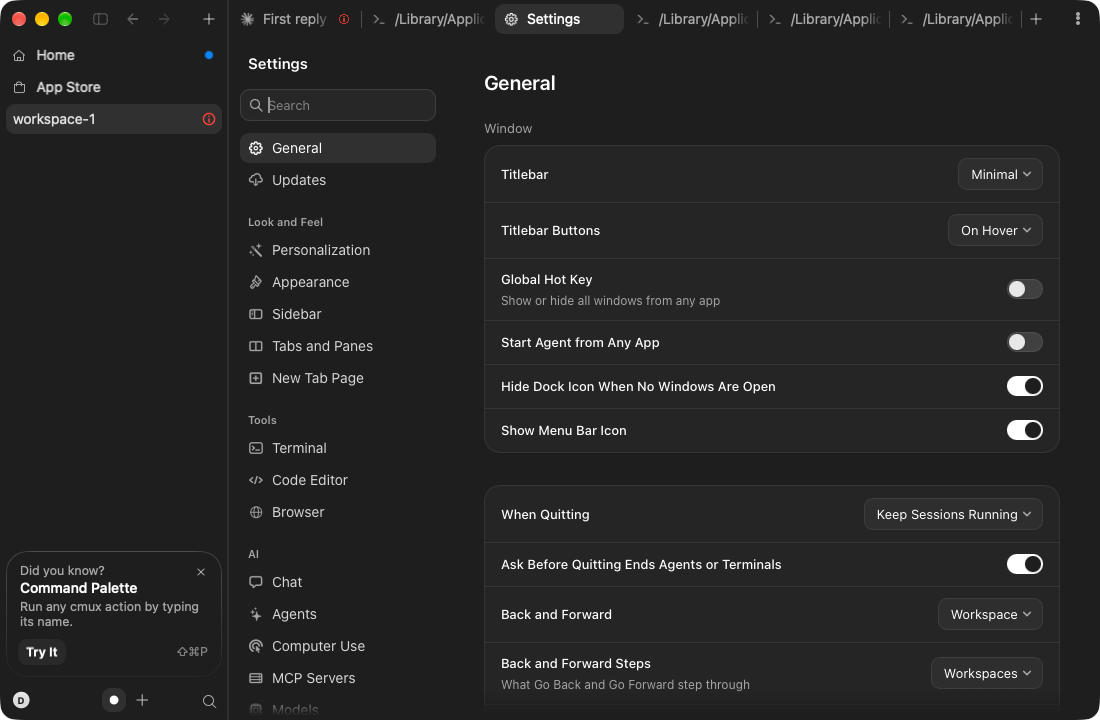 First reply
/Library/Applic
Settings
/Library/Applic
/Library/Applic
/Library/Applic
Home
App Store
workspace-1
Did you know?
Command Palette
Run any cmux action by typing
its name.
Try It
⇧⌘P
D
Settings
Search
General
Updates
Look and Feel
Personalization
Appearance
Sidebar
Tabs and Panes
New Tab Page
Tools
Terminal
Code Editor
Browser
AI
Chat
Agents
Computer Use
MCP Servers
Models
General
Window
Titlebar
Minimal
Titlebar Buttons
On Hover
Global Hot Key
Show or hide all windows from any app
Start Agent from Any App
Hide Dock Icon When No Windows Are Open
Show Menu Bar Icon
When Quitting
Keep Sessions Running
Ask Before Quitting Ends Agents or Terminals
Back and Forward
Workspace
Back and Forward Steps
What Go Back and Go Forward step through
Workspaces